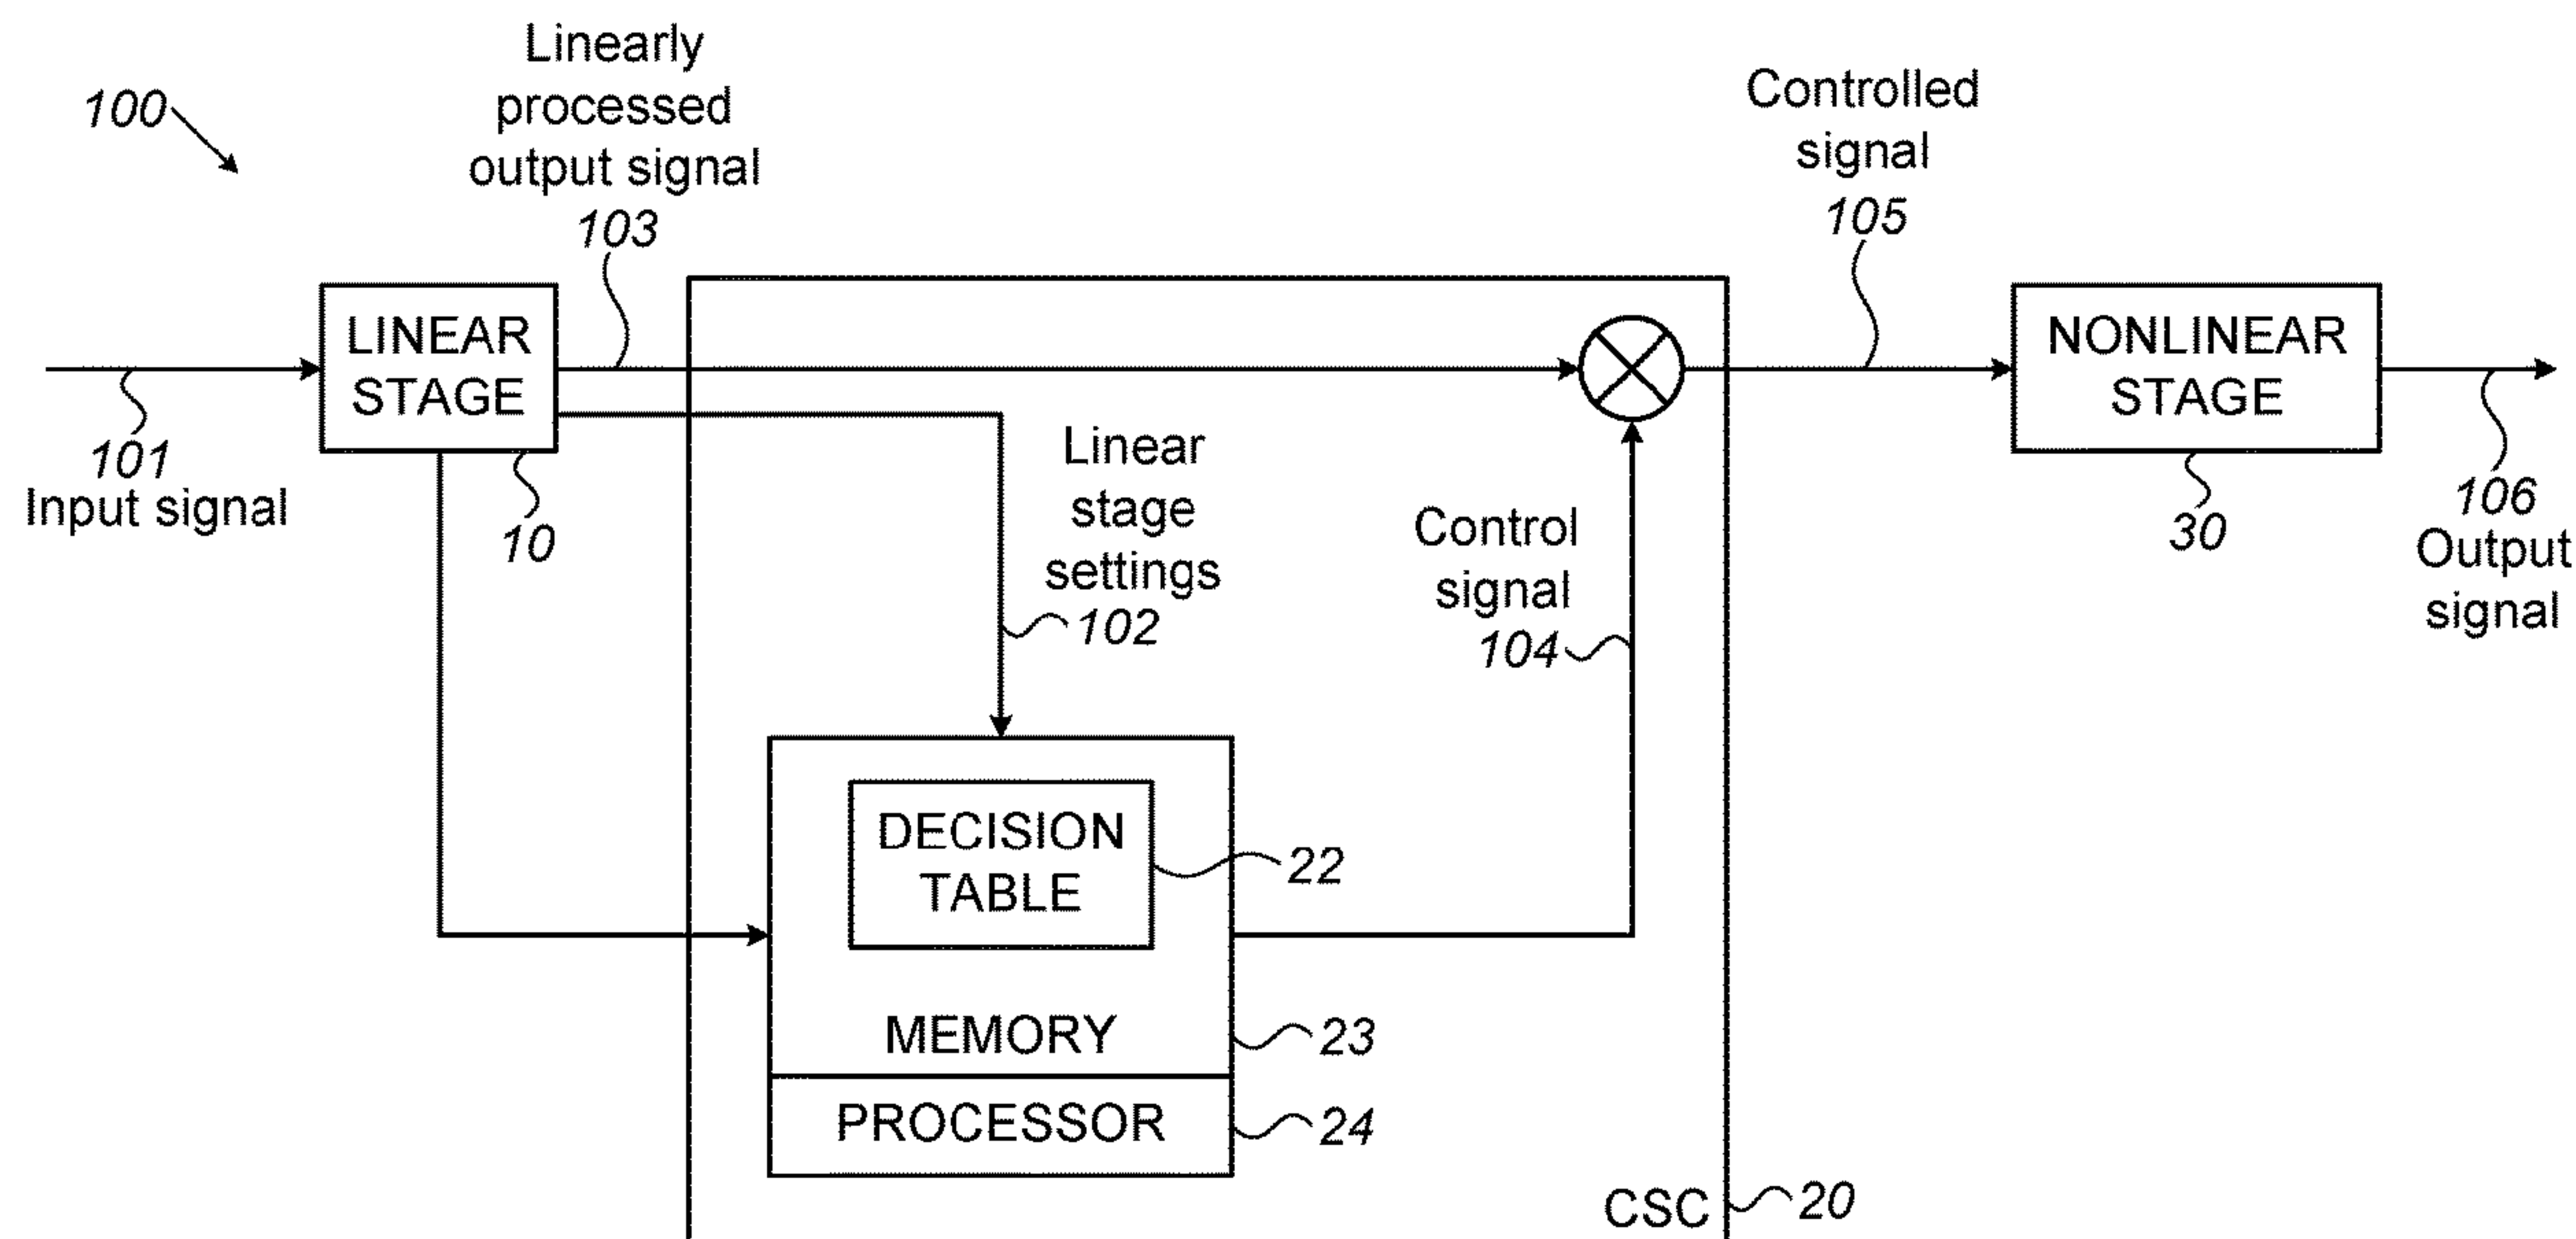 100
Linearly
processed
output signal
103
Controlled
signal
105
LINEAR
STAGE
NONLINEAR
STAGE
101
Input signal
10
Linear
stage
settings
102
Control
signal
104
30
106
Output
signal
DECISION
TABLE
22
MEMORY
23
PROCESSOR
24
CSC
20